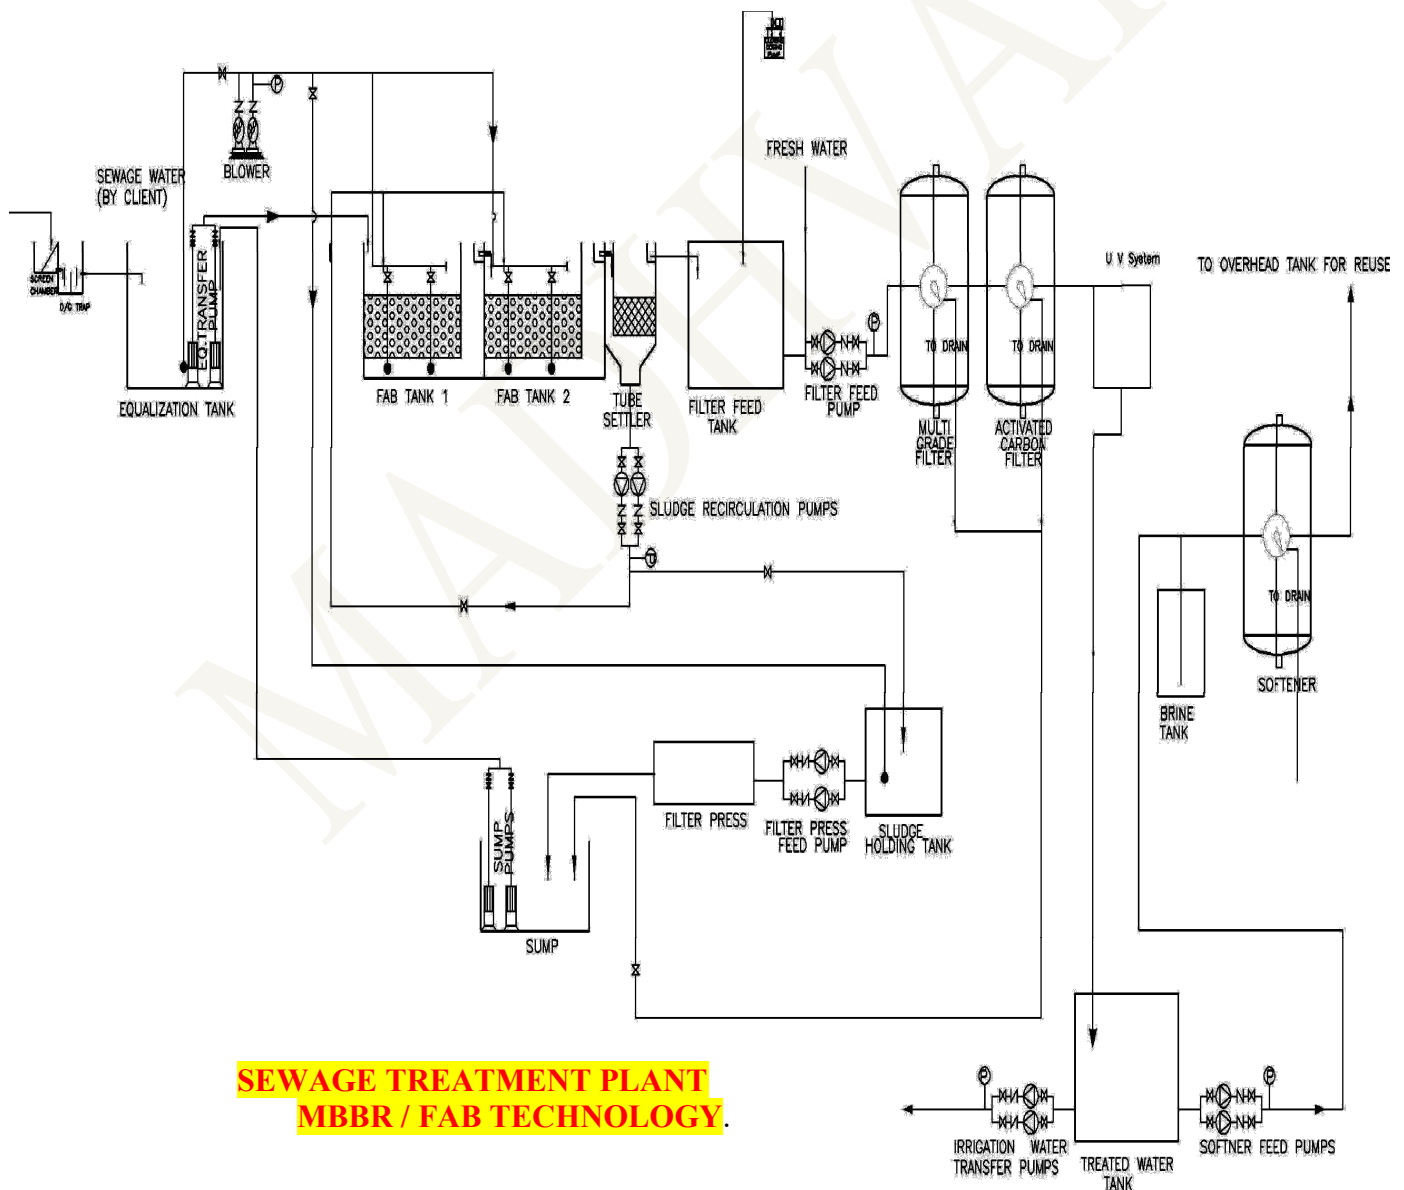 FRESH WATER
SEWAGE WATER
(BY CLIENT)
BLOWER
P
SCREEN
CHAMBER
O/G TRAP
EQ.TRANSFER
PUMP
EQUALIZATION TANK
FAB TANK 1
FAB TANK 2
TUBE
SETTLER
FILTER FEED
TANK
P
FILTER FEED
PUMP
TO DRAIN
TO DRAIN
MULTI
GRADE
FILTER
ACTIVATED
CARBON
FILTER
U V System
TO OVERHEAD TANK FOR REUSE
SLUDGE RECIRCULATION PUMPS
TO DRAIN
SOFTENER
BRINE
TANK
FILTER PRESS
FILTER PRESS
FEED PUMP
SLUDGE
HOLDING TANK
SUMP
PUMPS
SUMP
P
IRRIGATION WATER
TRANSFER PUMPS
TREATED WATER
TANK
P
SOFTNER FEED PUMPS
SEWAGE TREATMENT PLANT
MBBR / FAB TECHNOLOGY.
MADHVA